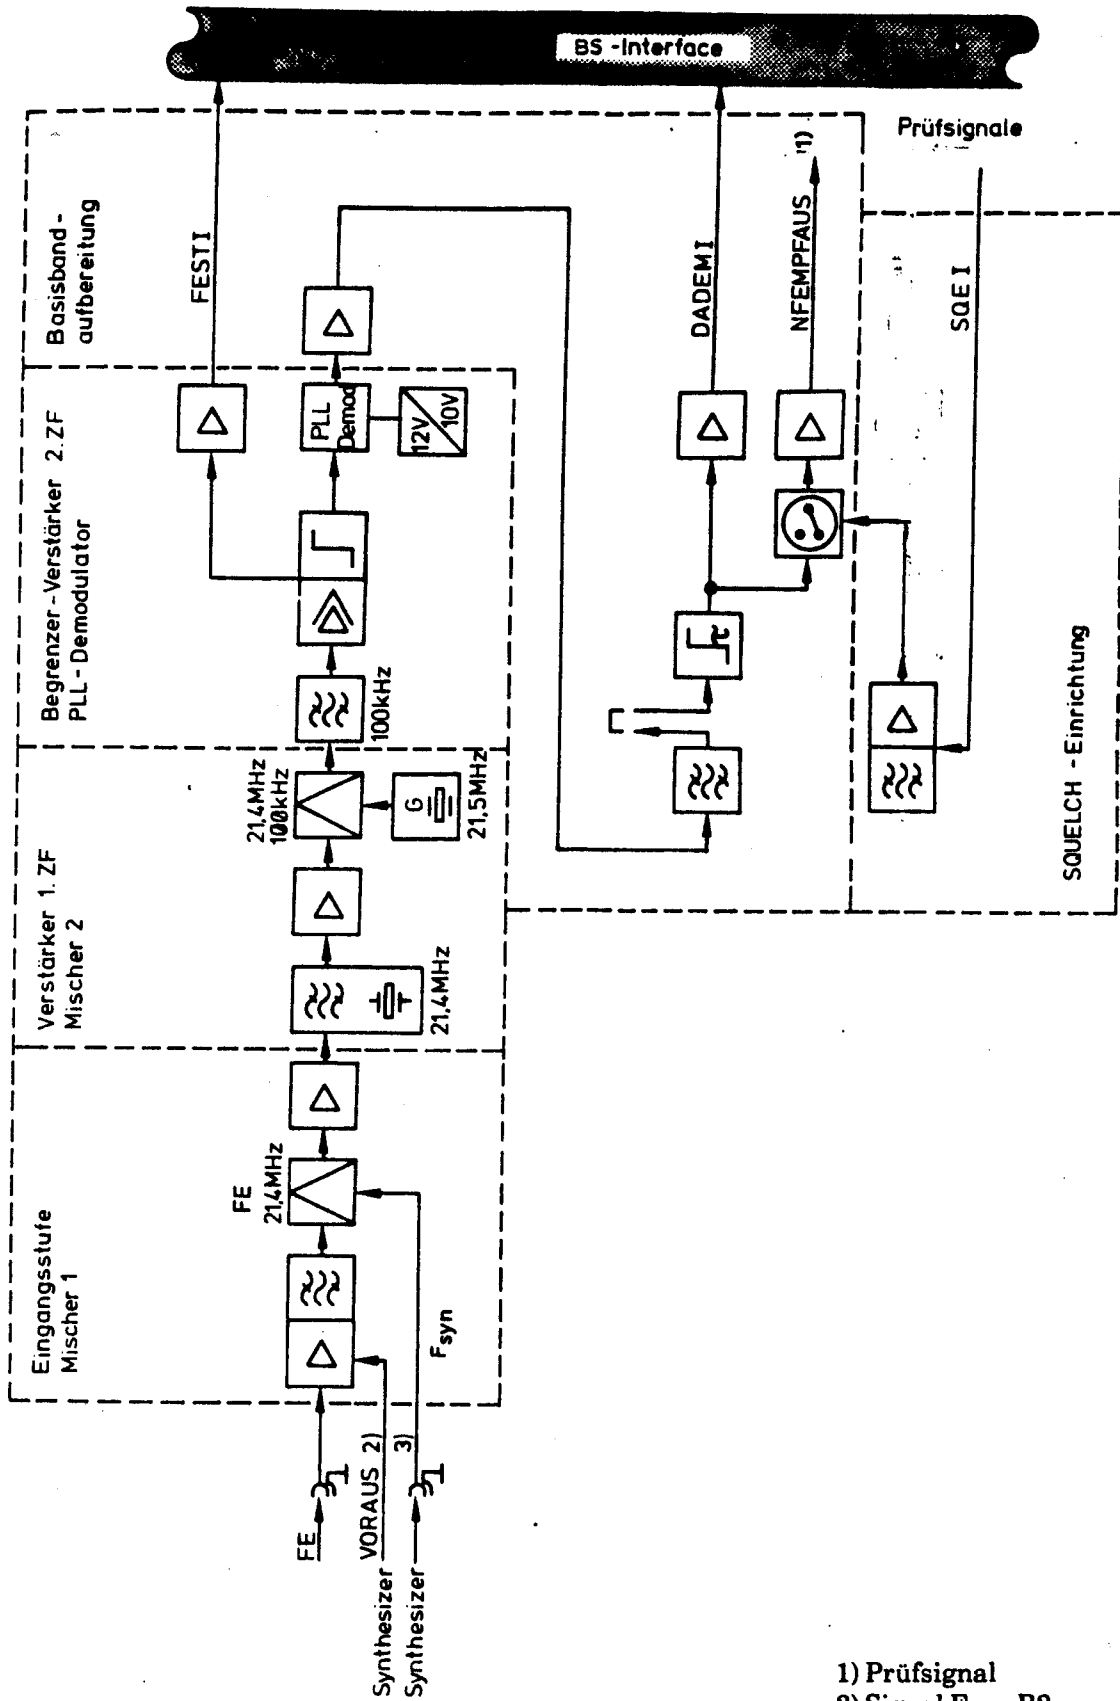 BS-Interface
Prüfsignale
Basisband-
aufbereitung
FESTI
DADEMI
NFEMPFAUS
1)
SQEI
Begrenzer-Verstärker 2. ZF
PLL-Demodulator
PLL
Demod
12V
10V
100kHz
SQUELCH - Einrichtung
Verstärker 1. ZF
Mischer 2
21,4MHz
100kHz
G
21,5MHz
21,4MHz
Eingangsstufe
Mischer 1
FE
21,4MHz
Fsyn
FE
VORAUS 2)
Synthesizer
3)
Synthesizer
1) Prüfsignal